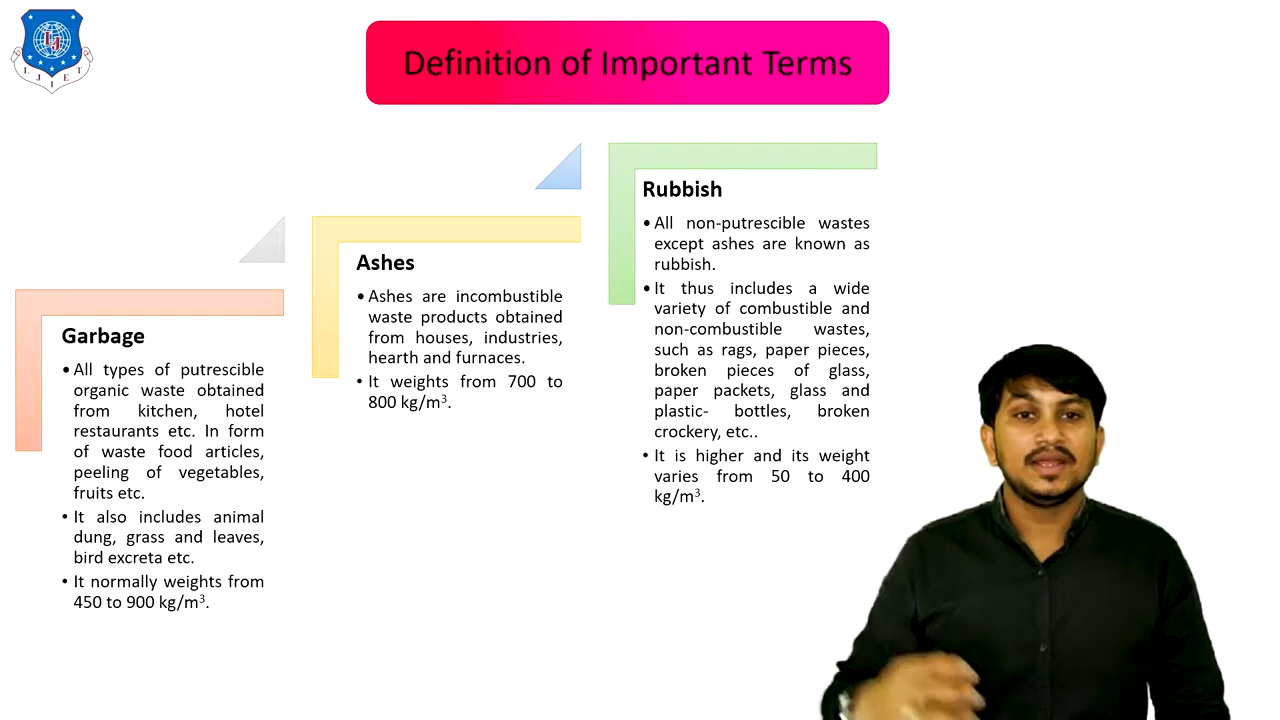 LJIET
Definition of Important Terms
Garbage
• All types of putrescible
organic waste obtained
from kitchen, hotel
restaurants etc. In form
of waste food articles,
peeling of vegetables,
fruits etc.
• It also includes animal
dung, grass and leaves,
bird excreta etc.
• It normally weights from
450 to 900 kg/m³.
Ashes
• Ashes are incombustible
waste products obtained
from houses, industries,
hearth and furnaces.
• It weights from 700 to
800 kg/m³.
Rubbish
• All non-putrescible wastes
except ashes are known as
rubbish.
• It thus includes a wide
variety of combustible and
non-combustible wastes,
such as rags, paper pieces,
broken pieces of glass,
paper packets, glass and
plastic- bottles, broken
crockery, etc..
• It is higher and its weight
varies from 50 to 400
kg/m³.